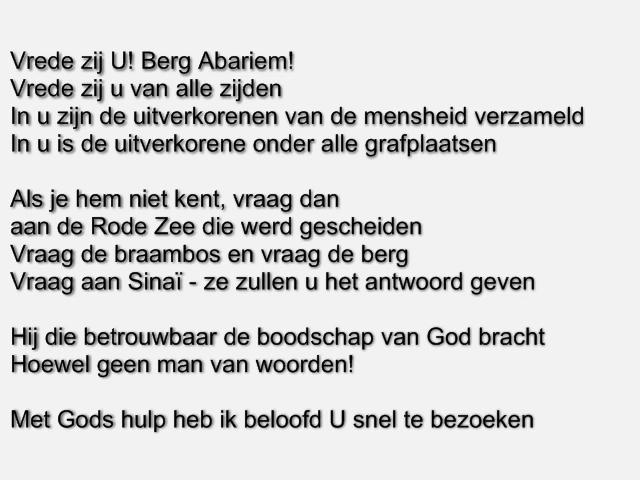 Vrede zij U! Berg Abariem!
Vrede zij u van alle zijden
In u zijn de uitverkorenen van de mensheid verzameld
In u is de uitverkorene onder alle grafplaatsen
Als je hem niet kent, vraag dan
aan de Rode Zee die werd gescheiden
Vraag de braambos en vraag de berg
Vraag aan Sinaï - ze zullen u het antwoord geven
Hij die betrouwbaar de boodschap van God bracht
Hoewel geen man van woorden!
Met Gods hulp heb ik beloofd U snel te bezoeken